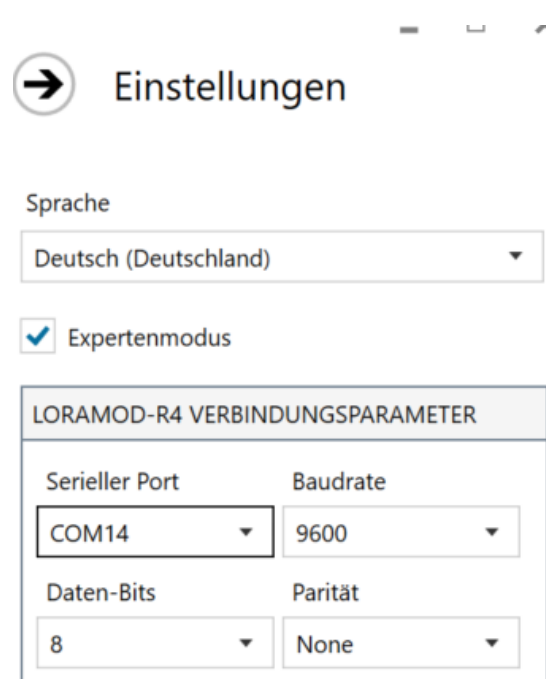 Einstellungen
Sprache
Deutsch (Deutschland)
Expertenmodus
LORAMOD-R4 VERBINDUNGSPARAMETER
Serieller Port Baudrate
COM14 9600
Daten-Bits Parität
8 None